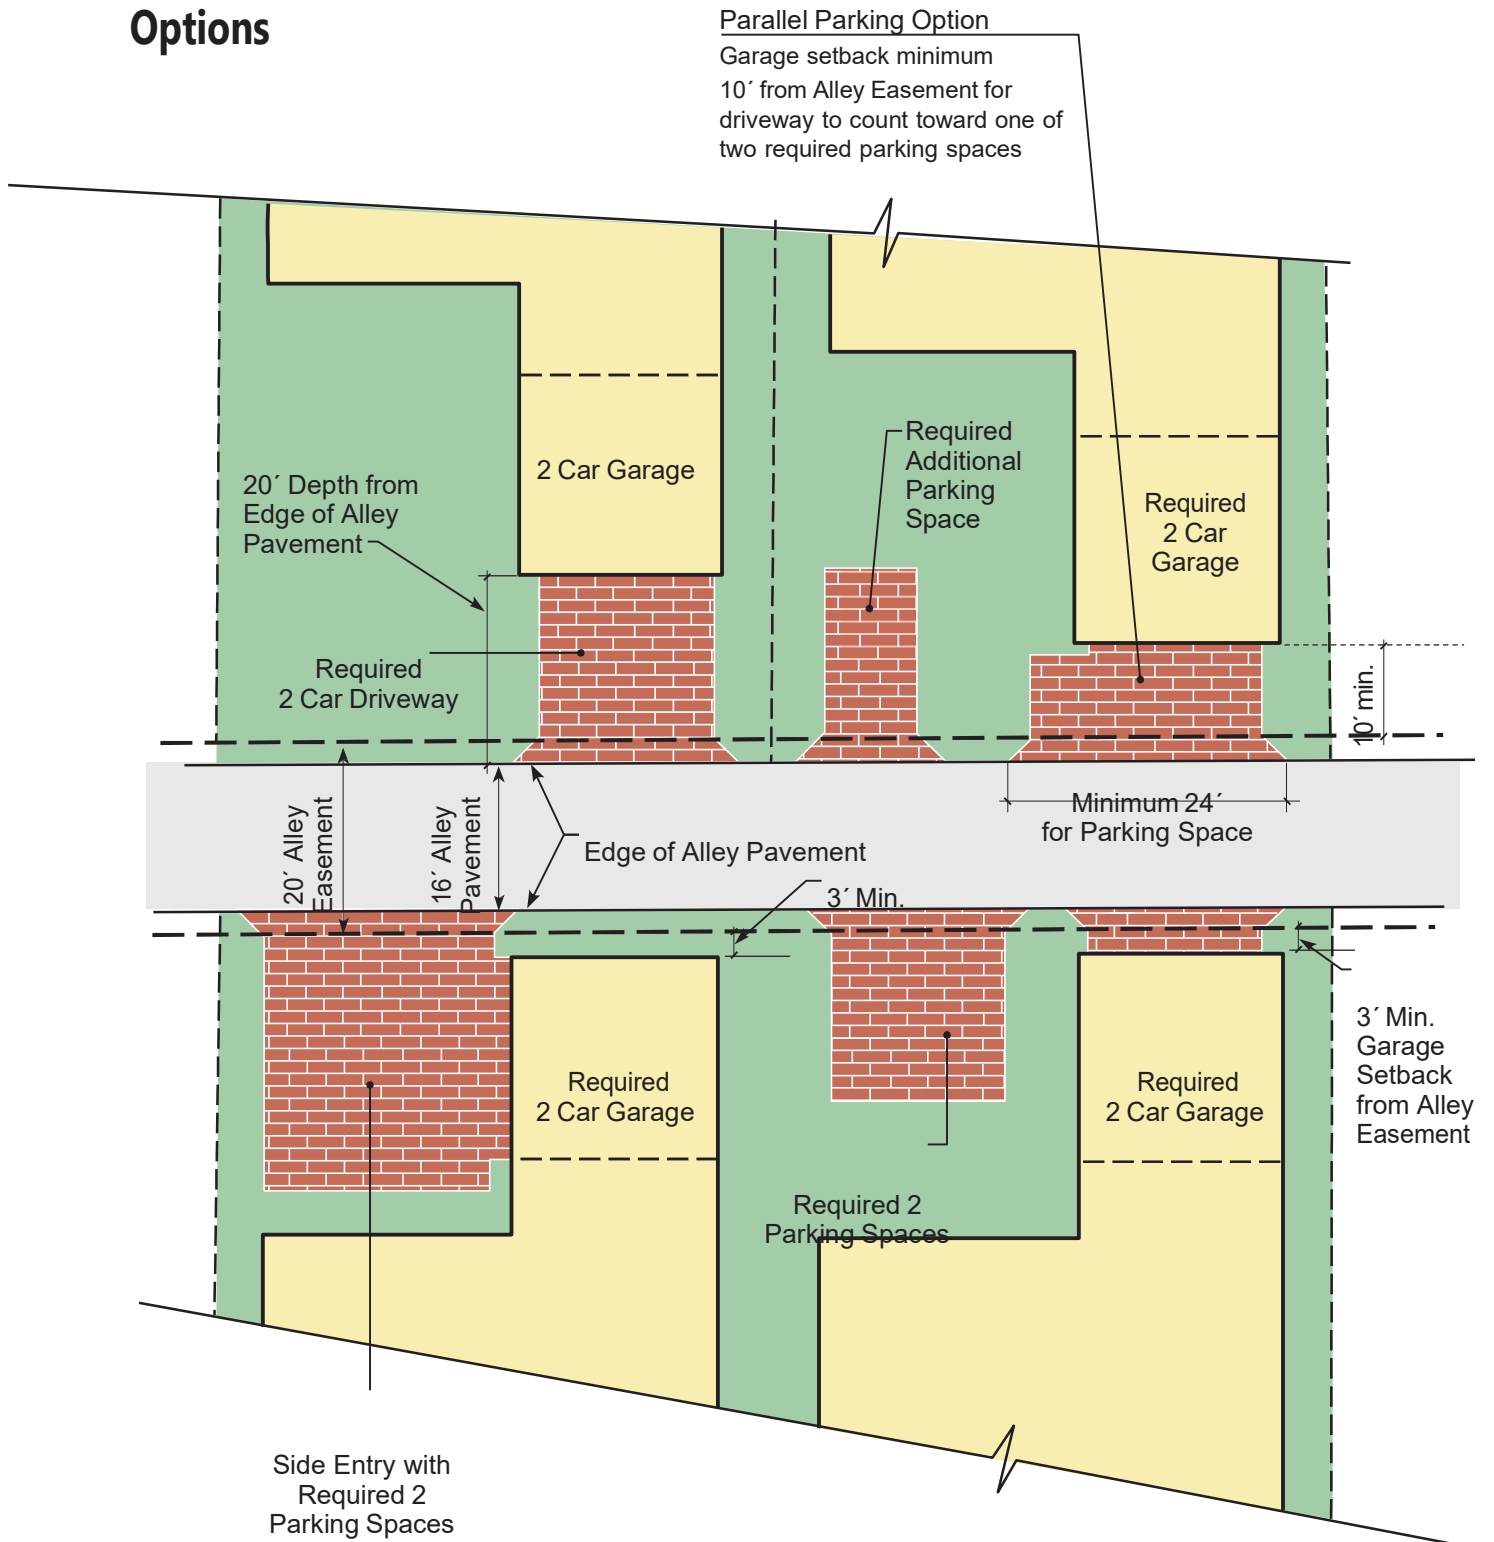 Options
Parallel Parking Option
Garage setback minimum
10´ from Alley Easement for
driveway to count toward one of
two required parking spaces
2 Car Garage
20´ Depth from
Edge of Alley
Pavement
Required
2 Car Driveway
Required
Additional
Parking
Space
Required
2 Car
Garage
10´ min.
20´ Alley
Easement
16´ Alley
Pavement
Edge of Alley Pavement
Minimum 24´
for Parking Space
3´ Min.
Required
2 Car Garage
Required
2 Car Garage
3´ Min.
Garage
Setback
from Alley
Easement
Required 2
Parking Spaces
Side Entry with
Required 2
Parking Spaces